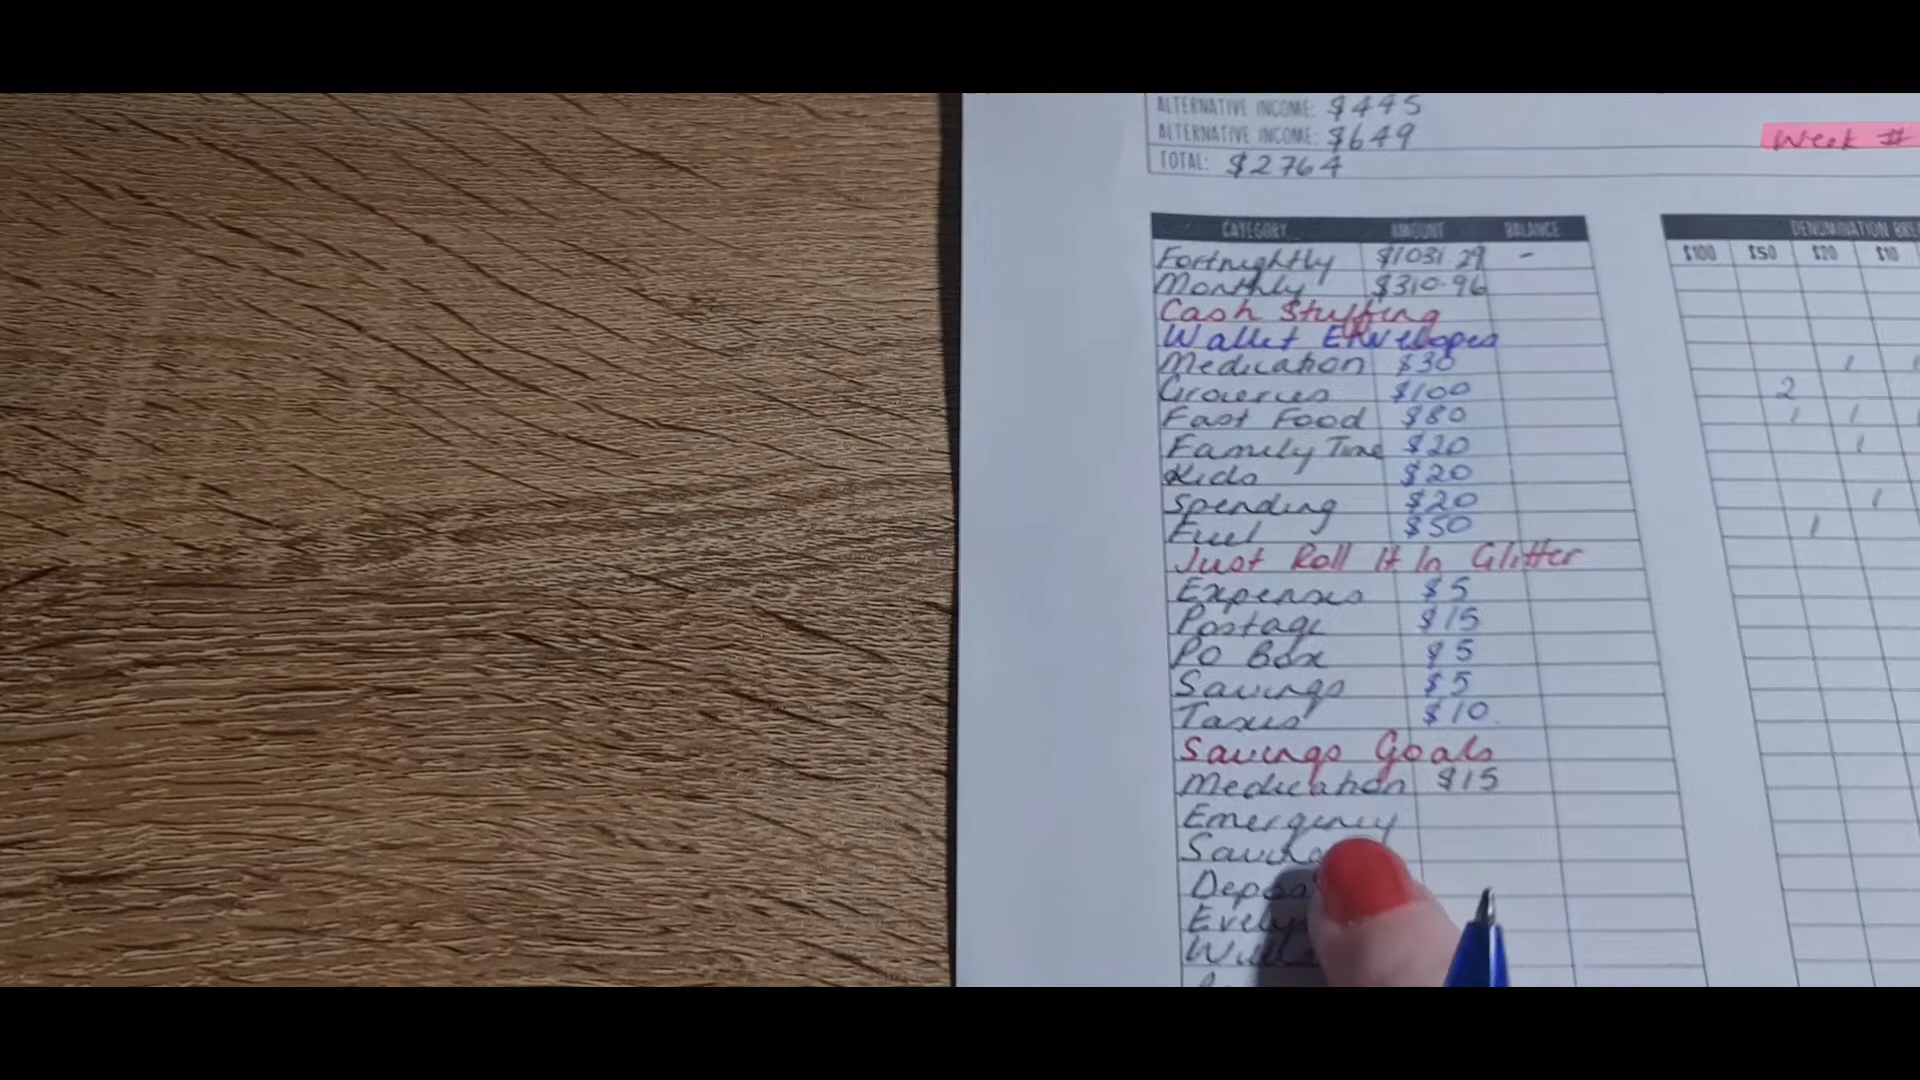 ALTERNATIVE INCOME: $445
ALTERNATIVE INCOME: $649
Week #
TOTAL: $2764
CATEGORY AMOUNT BALANCE
Fortnightly $1031.29 -
Monthly $310.96
Cash Stuffing
Wallet Envelopes
Medication $30
Groceries $100
Fast Food $80
Family Time $20
Kids $20
Spending $20
Fuel $50
Just Roll It In Glitter
Expenses $5
Postage $15
PO Box $5
Savings $5
Taxes $10
Savings Goals
Medication $15
Emergency
DENOMINATION
$100 $50 $20 $10
1
2
1 1
1
1
1